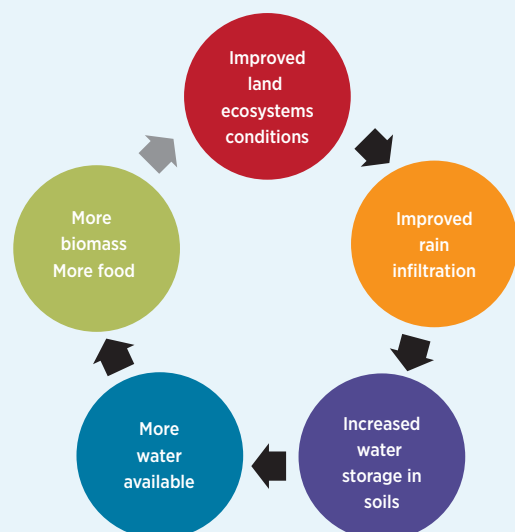 Improved
land
ecosystems
conditions
Improved
rain
infiltration
Increased
water
storage in
soils
More
water
available
More
biomass
More food